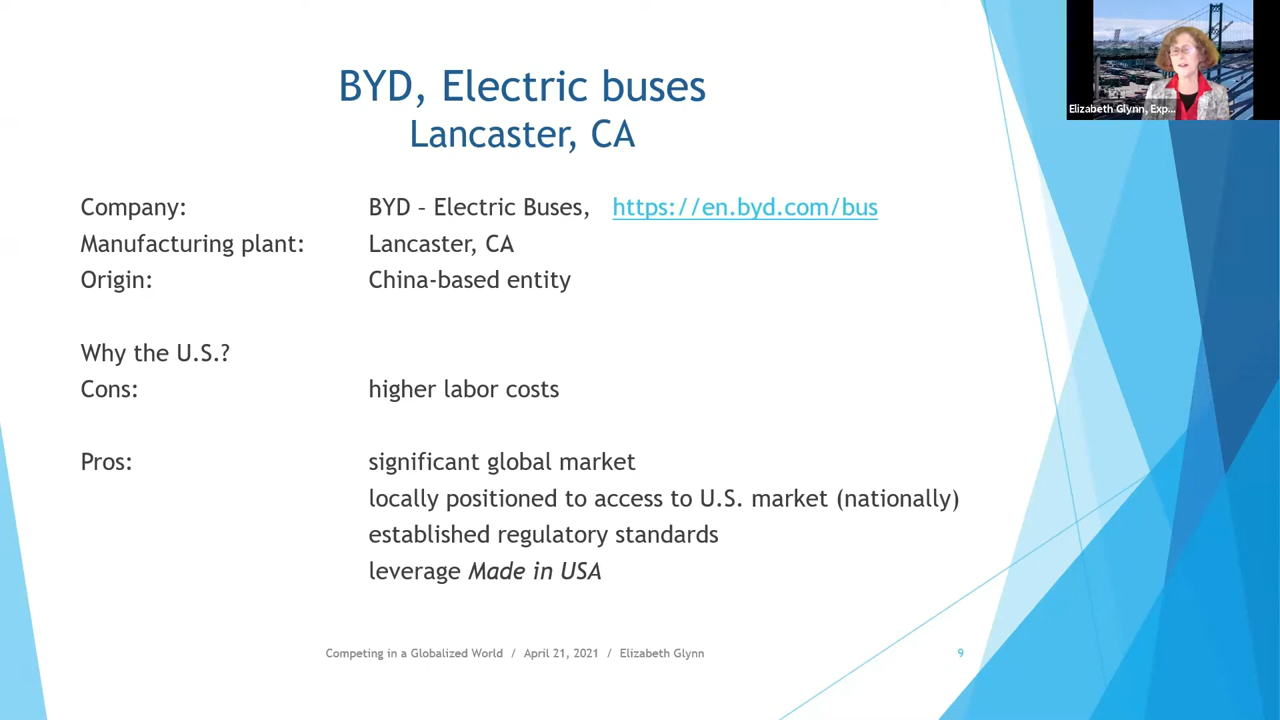 BYD, Electric buses
Lancaster, CA
Elizabeth Glynn, Exp...
Company: BYD – Electric Buses, https://en.byd.com/bus
Manufacturing plant: Lancaster, CA
Origin: China-based entity
Why the U.S.?
Cons: higher labor costs
Pros: significant global market
locally positioned to access to U.S. market (nationally)
established regulatory standards
leverage Made in USA
Competing in a Globalized World / April 21, 2021 / Elizabeth Glynn
9